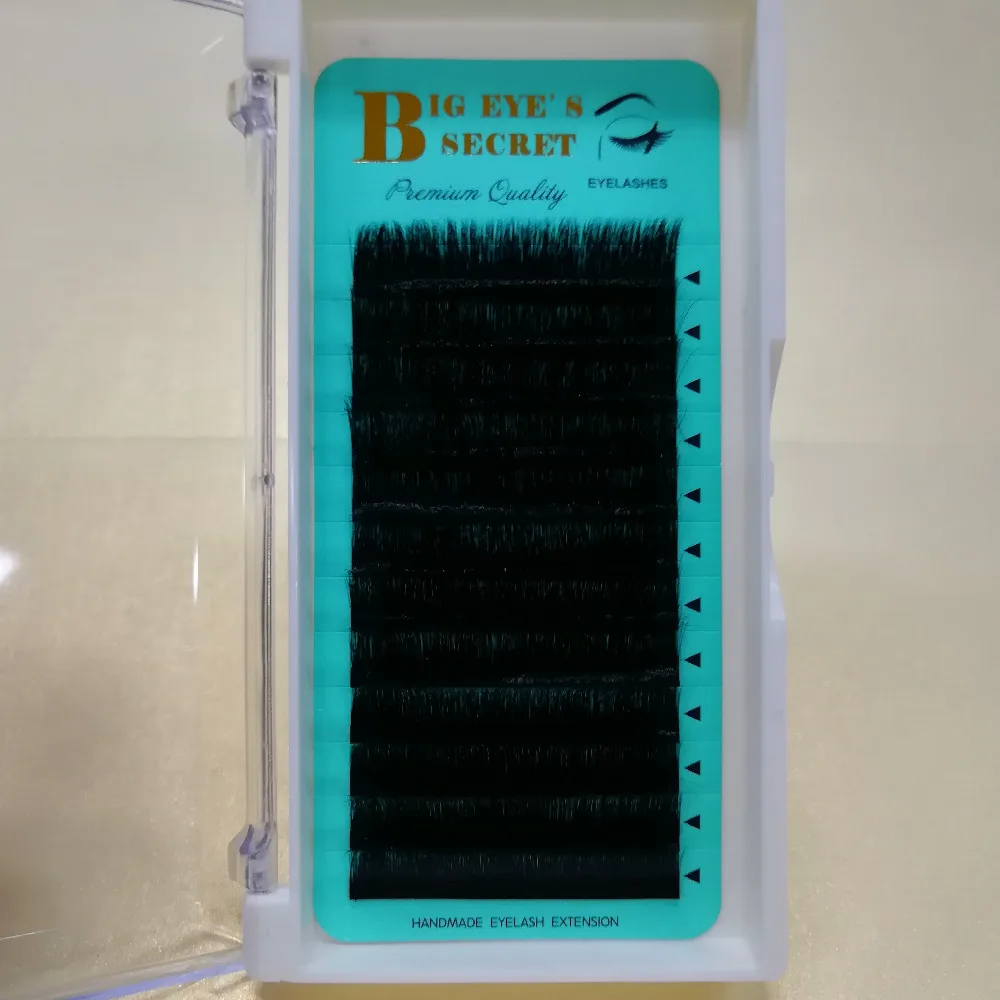 BIG EYE'S
SECRET
Premium Quality
EYELASHES
HANDMADE EYELASH EXTENSION